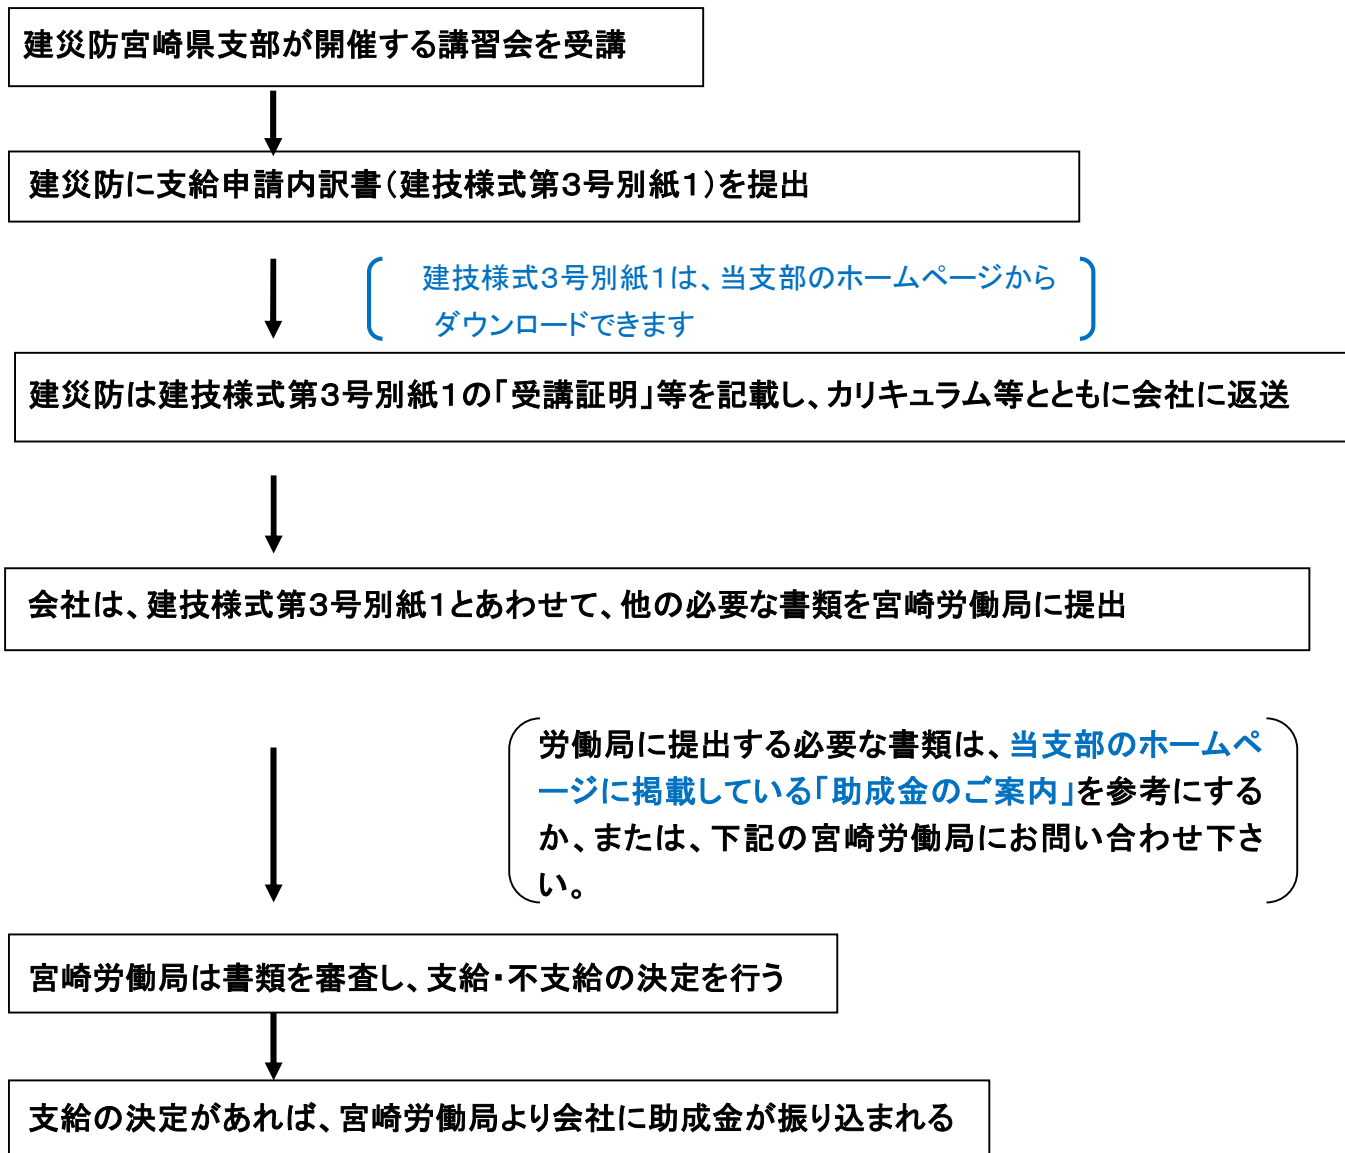 建災防宮崎県支部が開催する講習会を受講
建災防に支給申請内訳書（建技様式第３号別紙１）を提出
建技様式３号別紙１は、当支部のホームページから
ダウンロードできます
建災防は建技様式第３号別紙１の「受講証明」等を記載し、カリキュラム等とともに会社に返送
会社は、建技様式第３号別紙１とあわせて、他の必要な書類を宮崎労働局に提出
労働局に提出する必要な書類は、当支部のホームペ
ージに掲載している「助成金のご案内」を参考にする
か、または、下記の宮崎労働局にお問い合わせ下さ
い。
宮崎労働局は書類を審査し、支給・不支給の決定を行う
支給の決定があれば、宮崎労働局より会社に助成金が振り込まれる